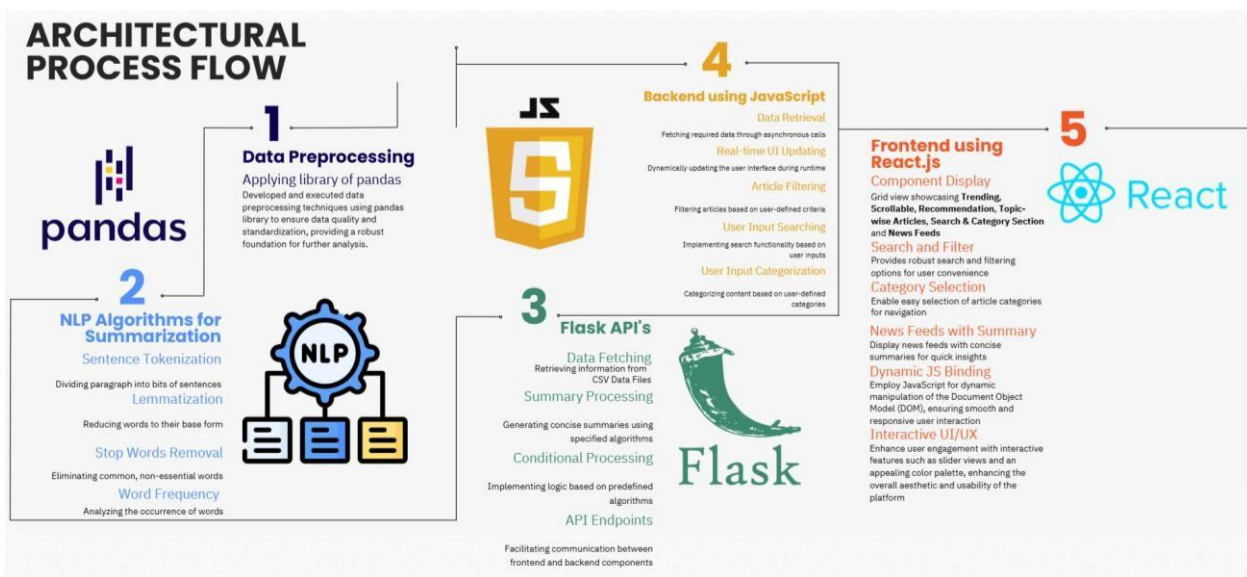 ARCHITECTURAL
PROCESS FLOW
pandas
1
Data Preprocessing
Applying library of pandas
Developed and executed data
preprocessing techniques using pandas
library to ensure data quality and
standardization, providing a robust
foundation for further analysis.
2
NLP Algorithms for
Summarization
Sentence Tokenization
Dividing paragraph into bits of sentences
Lemmatization
Reducing words to their base form
Stop Words Removal
Eliminating common, non-essential words
Word Frequency
Analyzing the occurrence of words
NLP
3
Flask API's
Data Fetching
Retrieving information from
CSV Data Files
Summary Processing
Generating concise summaries using
specified algorithms
Conditional Processing
Implementing logic based on predefined
algorithms
API Endpoints
Facilitating communication between
frontend and backend components
Flask
JS
5
4
Backend using JavaScript
Data Retrieval
Fetching required data through asynchronous calls
Real-time UI Updating
Dynamically updating the user interface during runtime
Article Filtering
Filtering articles based on user-defined criteria
User Input Searching
Implementing search functionality based on
user inputs
User Input Categorization
Categorizing content based on user-defined
categories
5
Frontend using
React.js
Component Display
Grid view showcasing Trending,
Scrollable, Recommendation, Topic-
wise Articles, Search & Category Section
and News Feeds
Search and Filter
Provides robust search and filtering
options for user convenience
Category Selection
Enable easy selection of article categories
for navigation
News Feeds with Summary
Display news feeds with concise
summaries for quick insights
Dynamic JS Binding
Employ JavaScript for dynamic
manipulation of the Document Object
Model (DOM), ensuring smooth and
responsive user interaction
Interactive UI/UX
Enhance user engagement with interactive
features such as slider views and an
appealing color palette, enhancing the
overall aesthetic and usability of the
platform
React